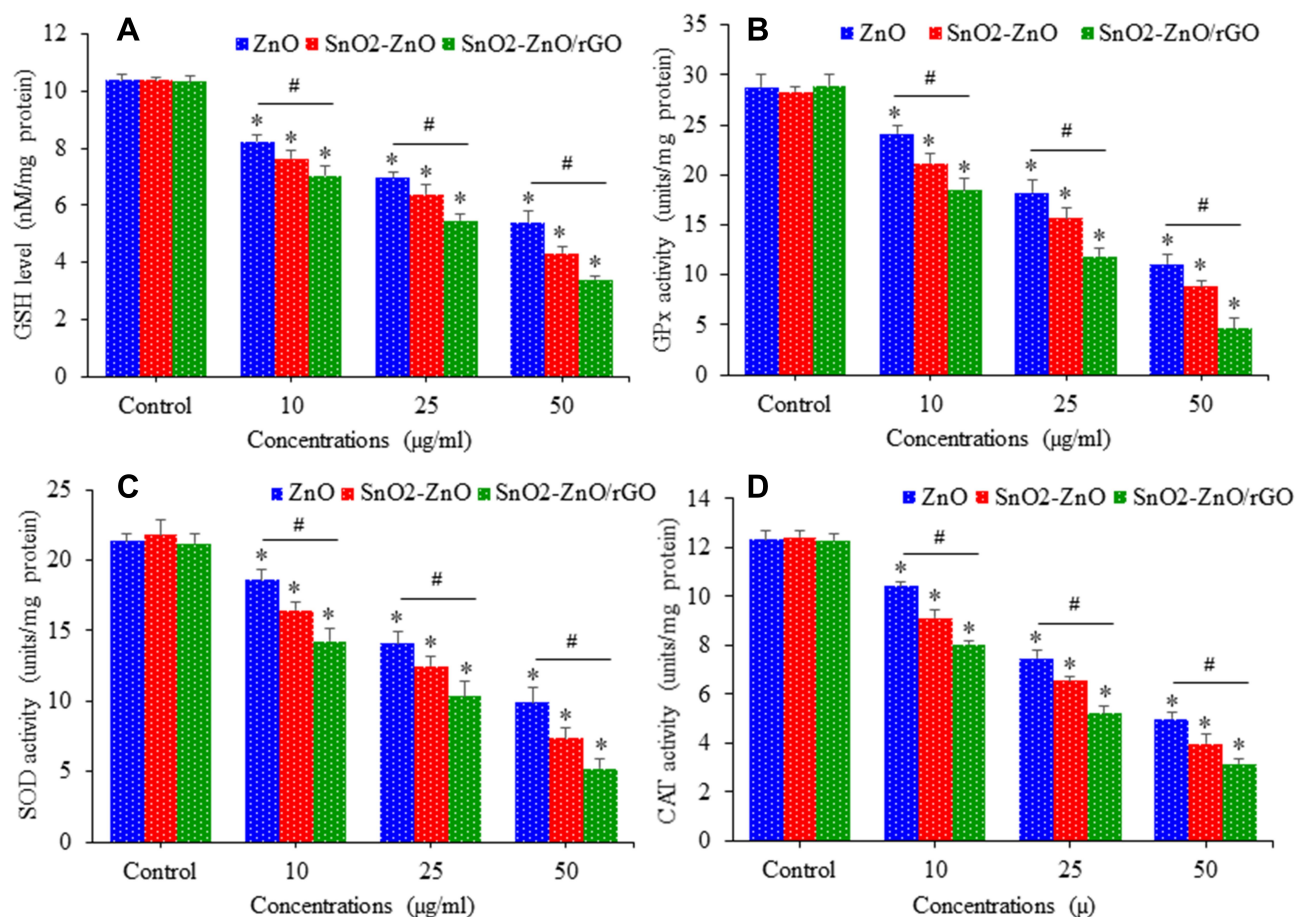 A
ZnO SnO2-ZnO SnO2-ZnO/rGO
GSH level (nM/mg protein)
12
10
8
6
4
2
0
# # #
* * * * * * * * *
Control 10 25 50
Concentrations (µg/ml)
B
ZnO SnO2-ZnO SnO2-ZnO/rGO
GPx activity (units/mg protein)
35
30
25
20
15
10
5
0
# # #
* * * * * * * * *
Control 10 25 50
Concentrations (µg/ml)
C
ZnO SnO2-ZnO SnO2-ZnO/rGO
SOD activity (units/mg protein)
25
20
15
10
5
0
# # #
* * * * * * * * *
Control 10 25 50
Concentrations (µg/ml)
D
ZnO SnO2-ZnO SnO2-ZnO/rGO
CAT activity (units/mg protein)
14
12
10
8
6
4
2
0
# # #
* * * * * * * * *
Control 10 25 50
Concentrations (µ)